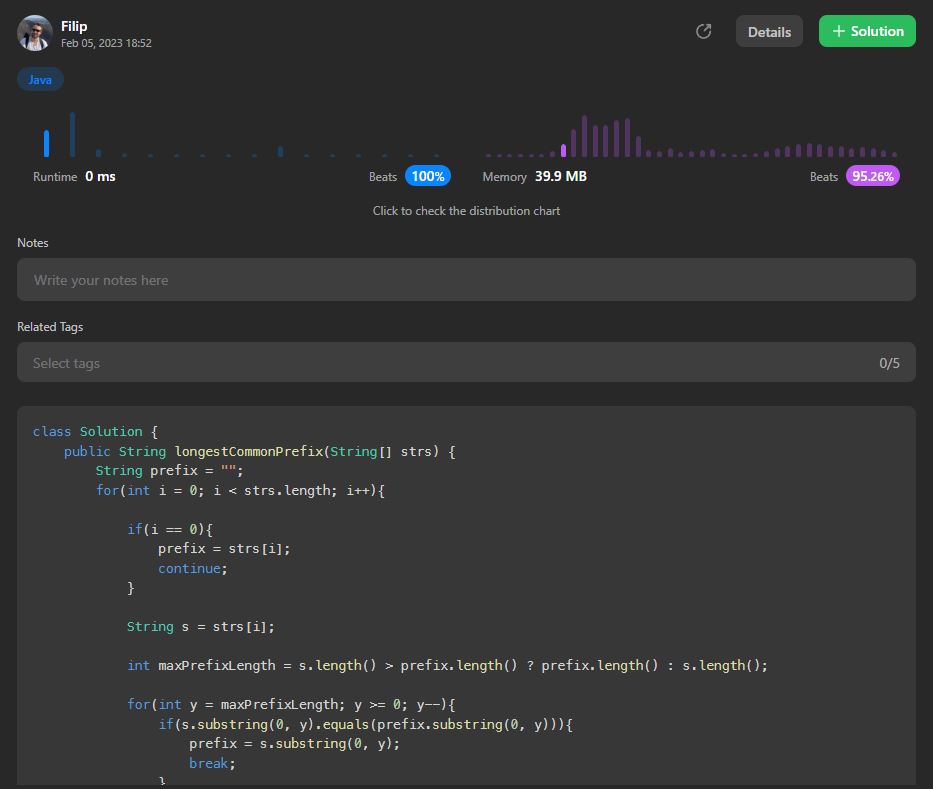 Filip
Feb 05, 2023 18:52
Details
+ Solution
Java
Runtime 0 ms
Beats 100%
Memory 39.9 MB
Beats 95.26%
Click to check the distribution chart
Notes
Write your notes here
Related Tags
Select tags
0/5
class Solution {
    public String longestCommonPrefix(String[] strs) {
        String prefix = "";
        for(int i = 0; i < strs.length; i++){
            if(i == 0){
                prefix = strs[i];
                continue;
            }
            String s = strs[i];
            int maxPrefixLength = s.length() > prefix.length() ? prefix.length() : s.length();
            for(int y = maxPrefixLength; y >= 0; y--){
                if(s.substring(0, y).equals(prefix.substring(0, y))){
                    prefix = s.substring(0, y);
                    break;
                }